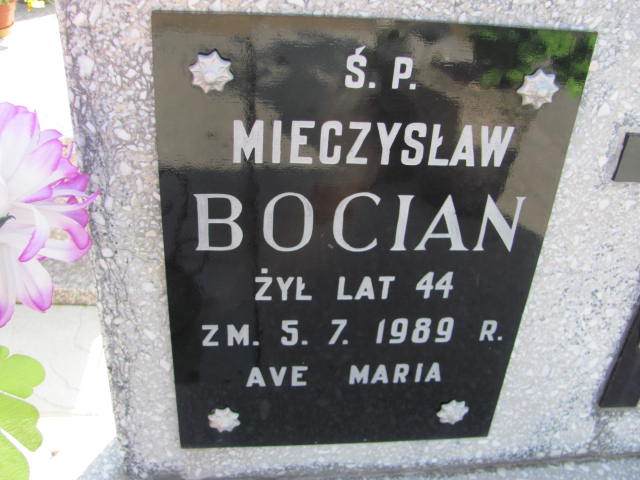 Ś. P.
MIECZYSŁAW
BOCIAN
ŻYŁ LAT 44
ZM. 5. 7. 1989 R.
AVE MARIA